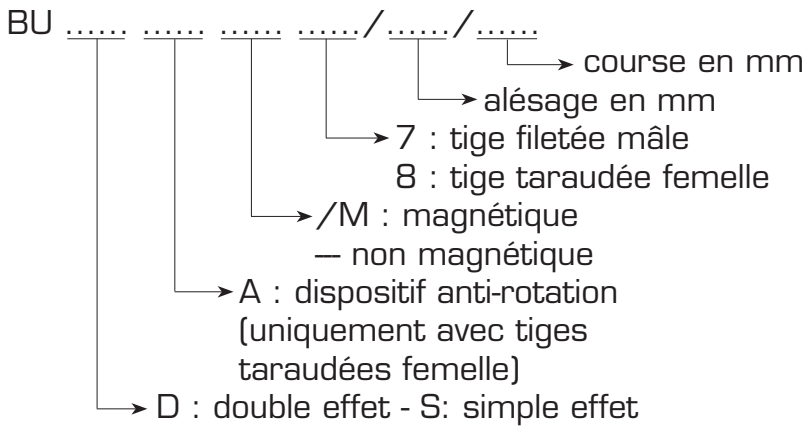 BU ...... ...... ...... ....../....../......
course en mm
alésage en mm
7 : tige filetée mâle
8 : tige taraudée femelle
/M : magnétique
--- non magnétique
A : dispositif anti-rotation
(uniquement avec tiges
taraudées femelle)
D : double effet - S: simple effet